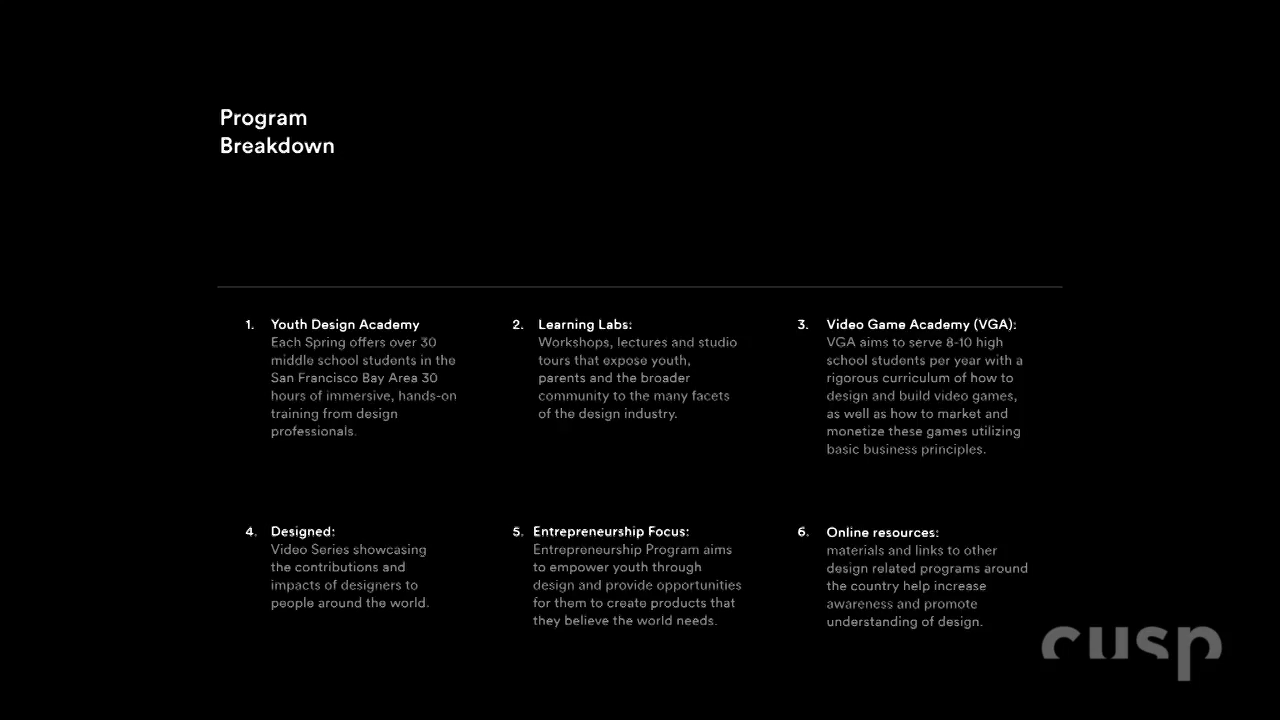 Program
Breakdown
1. Youth Design Academy
Each Spring offers over 30
middle school students in the
San Francisco Bay Area 30
hours of immersive, hands-on
training from design
professionals.
2. Learning Labs:
Workshops, lectures and studio
tours that expose youth,
parents and the broader
community to the many facets
of the design industry.
3. Video Game Academy (VGA):
VGA aims to serve 8-10 high
school students per year with a
rigorous curriculum of how to
design and build video games,
as well as how to market and
monetize these games utilizing
basic business principles.
4. Designed:
Video Series showcasing
the contributions and
impacts of designers to
people around the world.
5. Entrepreneurship Focus:
Entrepreneurship Program aims
to empower youth through
design and provide opportunities
for them to create products that
they believe the world needs.
6. Online resources:
materials and links to other
design related programs around
the country help increase
awareness and promote
understanding of design.
cusp